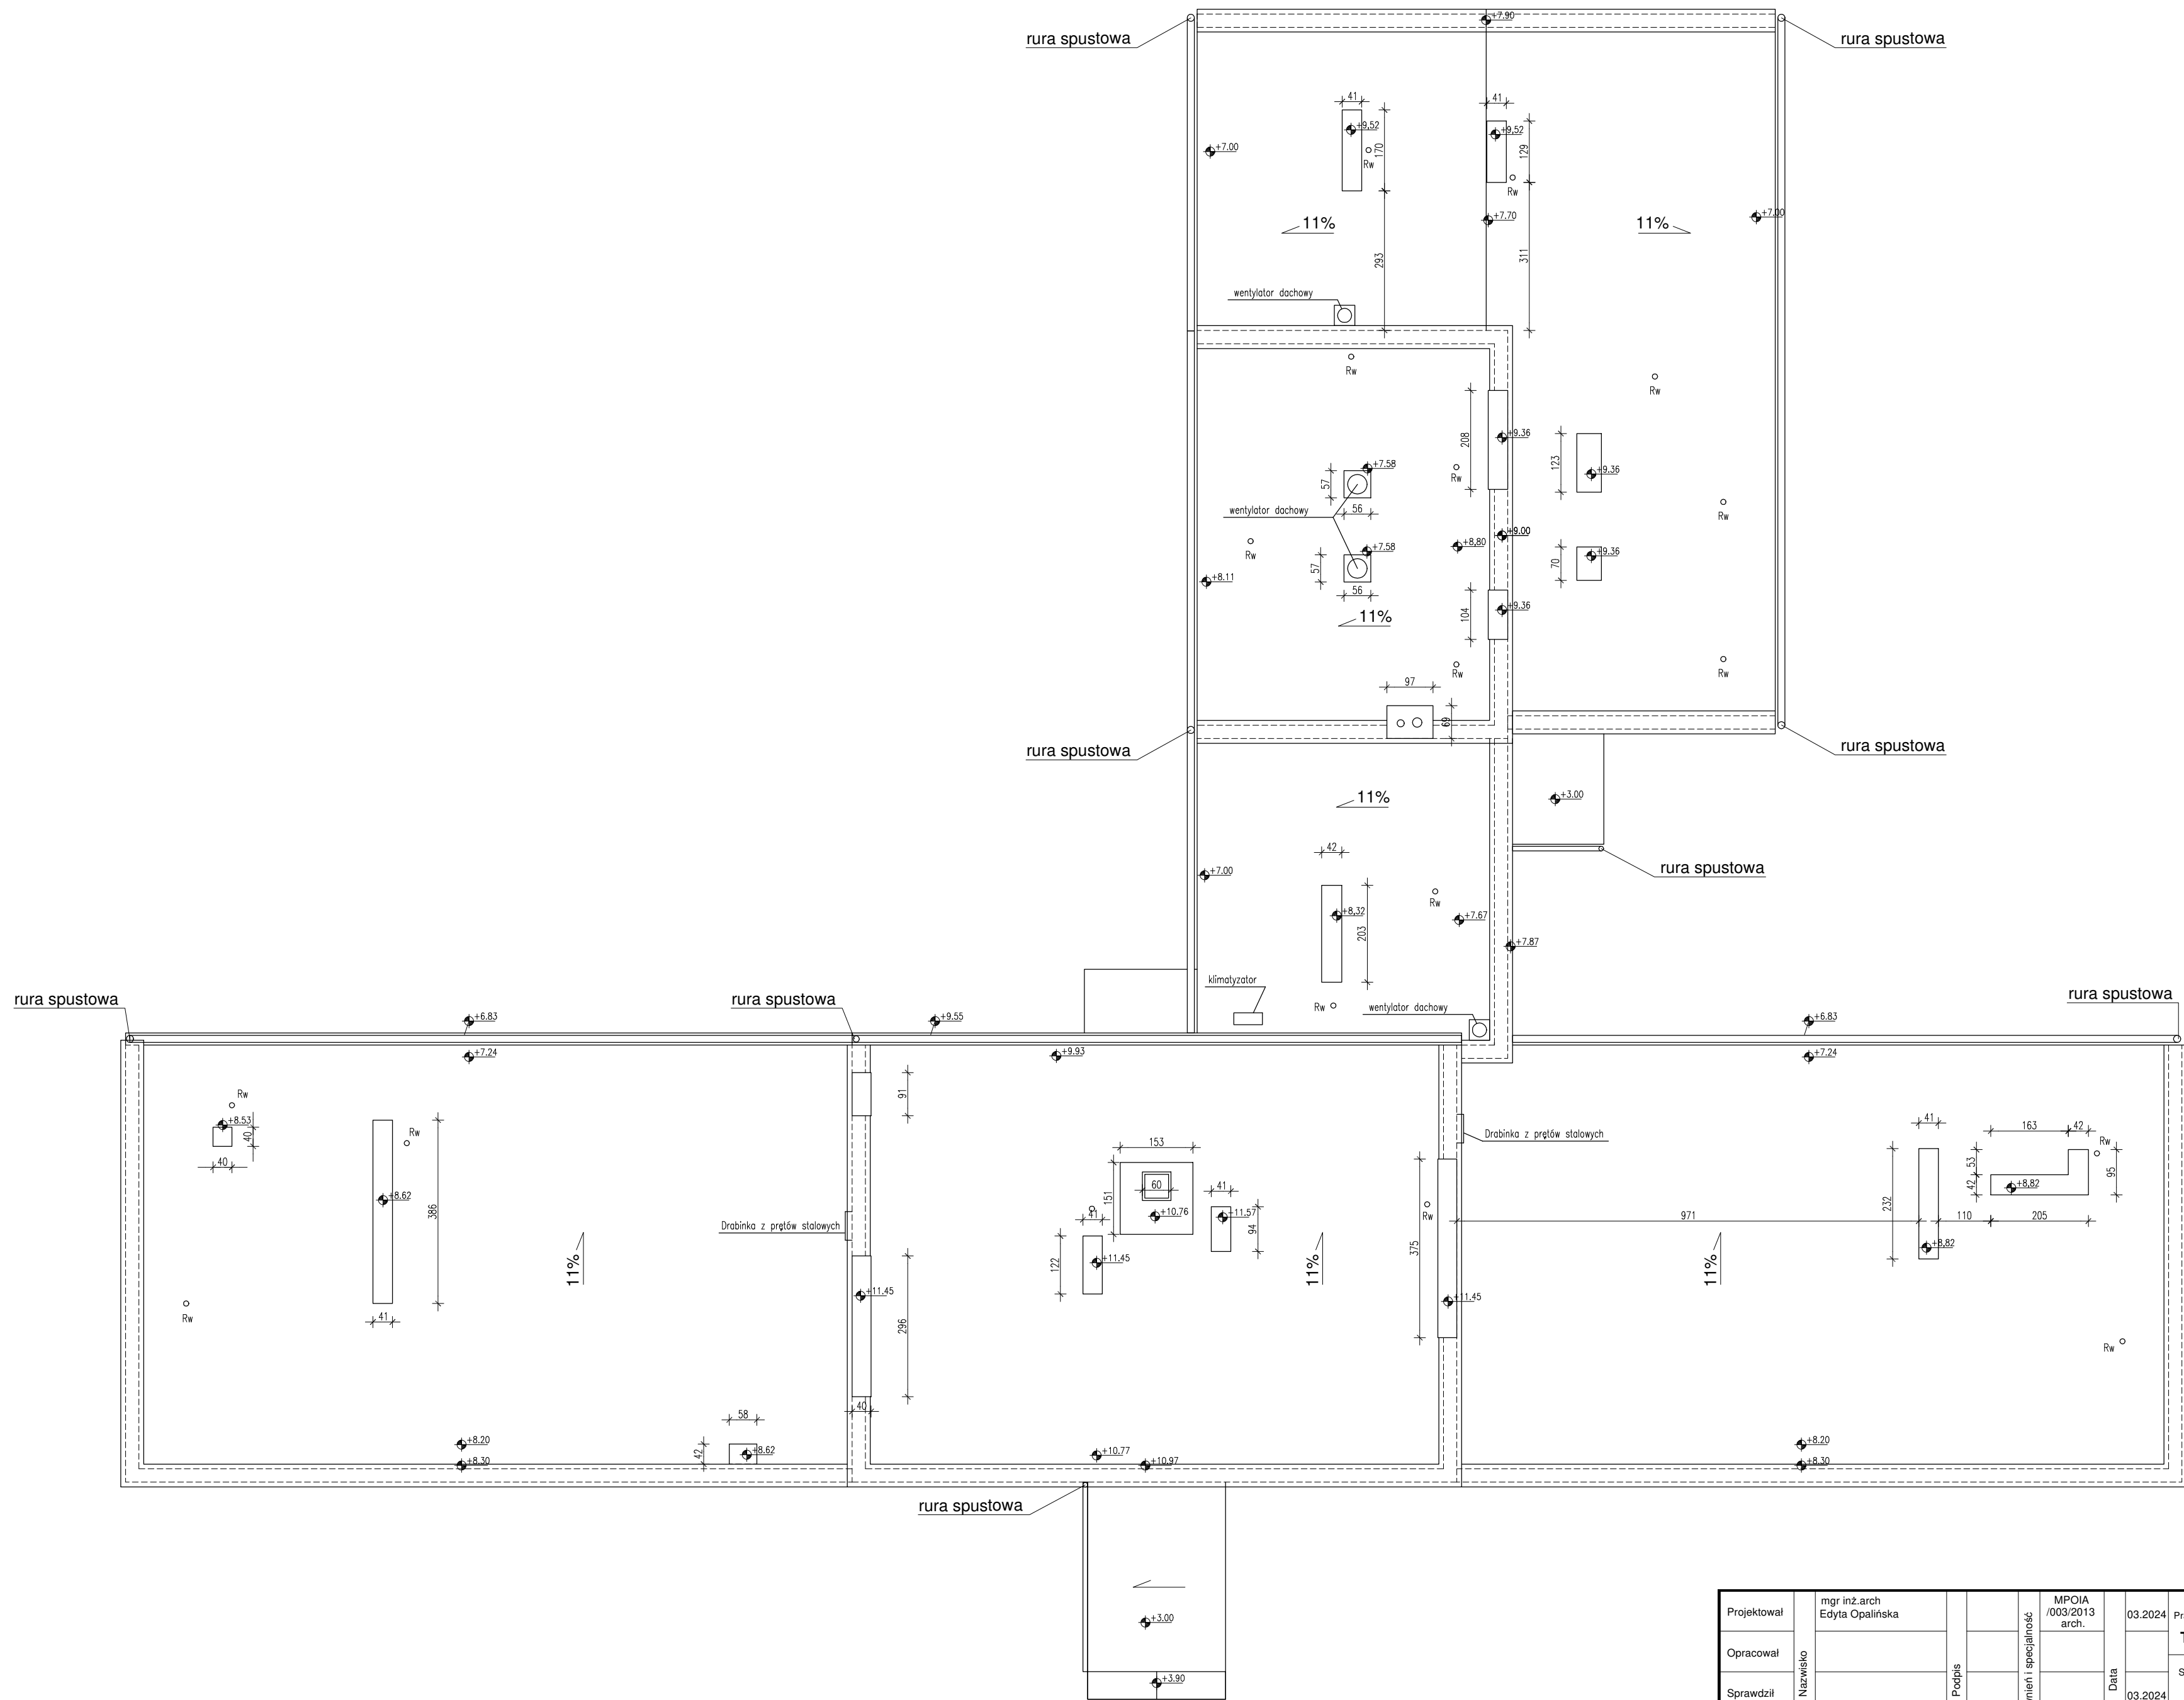 +7.90
rura spustowa
rura spustowa
41
41
+9,52
+9,52
170
129
+7.00
Rw
Rw
+7.70
+7.00
11%
11%
293
311
wentylator dachowy
Rw
Rw
208
+9.36
123
+9.36
+7.58
Rw
57
56
Rw
wentylator dachowy
+9.00
+8,80
+7.58
Rw
+9.36
70
57
+8.11
56
+9.36
104
11%
Rw
Rw
97
69
rura spustowa
rura spustowa
11%
+3.00
42
rura spustowa
+7.00
Rw
+8,32
+7.67
203
+7.87
klimatyzator
Rw
wentylator dachowy
rura spustowa
rura spustowa
rura spustowa
+6.83
+9.55
+6.83
+7.24
+9.93
+7.24
Rw
91
+8.53
40
Rw
40
153
Drabinka z prętów stalowych
41
163
42
Rw
53
95
42
+8,82
60
151
41
+8.62
386
+10.76
41
+11.57
94
Rw
232
971
110
205
Drabinka z prętów stalowych
375
122
+11.45
+8,82
11%
11%
11%
+11.45
+11.45
Rw
41
296
Rw
40
58
+8.20
42
+8.62
+10.77
+8.20
+8.30
+10.97
+8.30
rura spustowa
+3.00
+3.90
Projektował
Nazwisko
mgr inż.arch
Edyta Opalińska
Podpis
MPOIA
/003/2013
arch.
Data
03.2024
Opracował
Sprawdził
03.2024